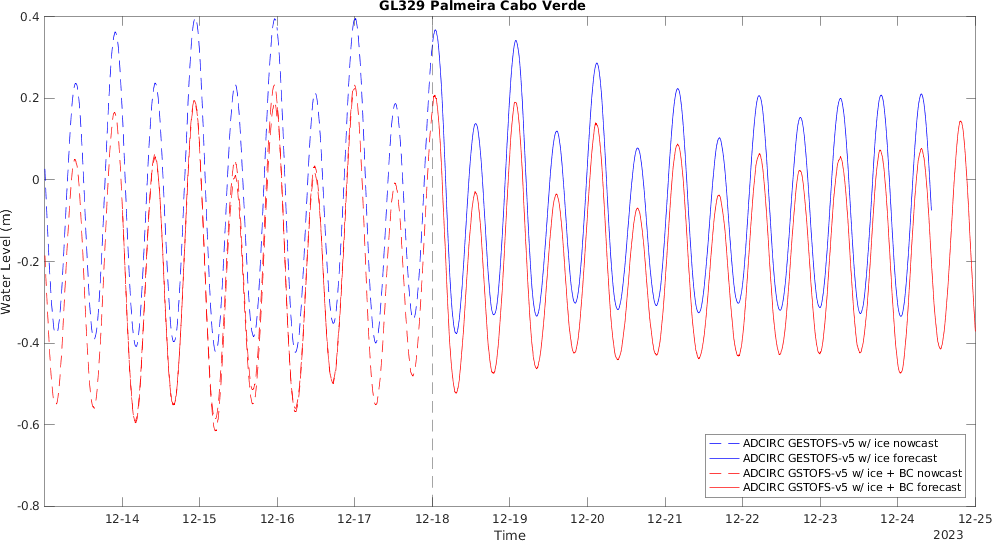 GL329 Palmeira Cabo Verde
0.4
0.2
0
-0.2
-0.4
-0.6
-0.8
Water Level (m)
12-14
12-15
12-16
12-17
12-18
12-19
12-20
12-21
12-22
12-23
12-24
12-25
Time
2023
ADCIRC GESTOFS-v5 w/ ice nowcast
ADCIRC GESTOFS-v5 w/ ice forecast
ADCIRC GSTOFS-v5 w/ ice + BC nowcast
ADCIRC GSTOFS-v5 w/ ice + BC forecast